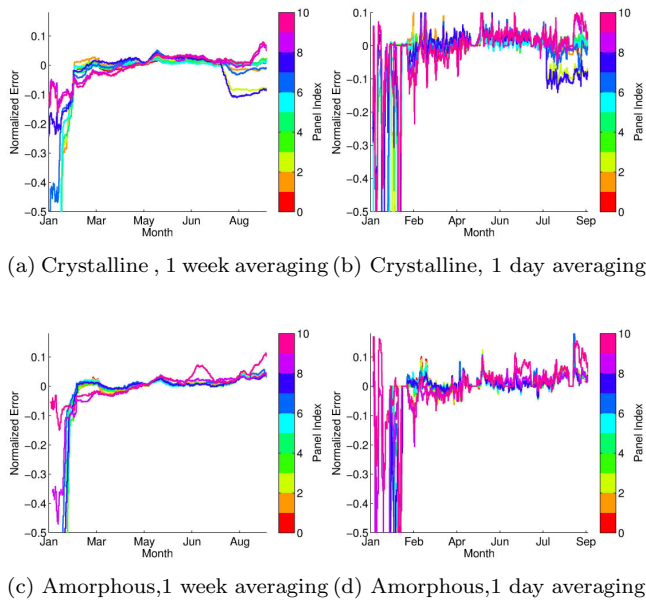 0.1
0
−0.1
−0.2
−0.3
−0.4
−0.5
Normalized Error
Jan Mar May Jun Aug
Month
10
8
6
4
2
0
Panel Index
0.1
0
−0.1
−0.2
−0.3
−0.4
−0.5
Normalized Error
Jan Feb Apr May Jul Sep
Month
10
8
6
4
2
0
Panel Index
(a) Crystalline , 1 week averaging (b) Crystalline, 1 day averaging
0.1
0
−0.1
−0.2
−0.3
−0.4
−0.5
Normalized Error
Jan Mar May Jun Aug
Month
10
8
6
4
2
0
Panel Index
0.1
0
−0.1
−0.2
−0.3
−0.4
−0.5
Normalized Error
Jan Feb Apr May Jul Sep
Month
10
8
6
4
2
0
Panel Index
(c) Amorphous,1 week averaging (d) Amorphous,1 day averaging